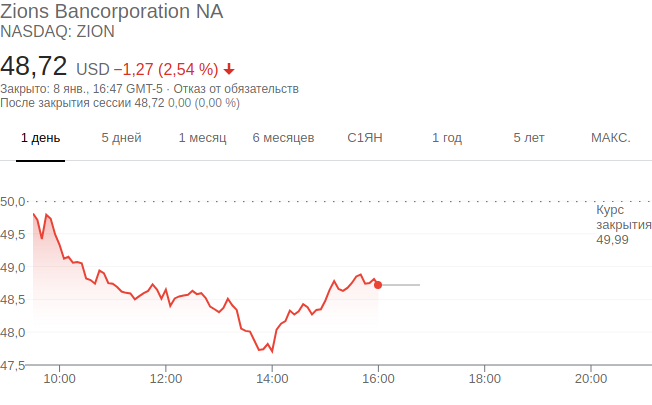 Zions Bancorporation NA
NASDAQ: ZION
48,72 USD −1,27 (2,54 %)
Закрыто: 8 янв., 16:47 GMT-5 · Отказ от обязательств
После закрытия сессии 48,72 0,00 (0,00 %)
1 день 5 дней 1 месяц 6 месяцев С1ЯН 1 год 5 лет МАКС.
50,0
Курс
закрытия
49,99
49,5
49,0
48,5
48,0
47,5
10:00 12:00 14:00 16:00 18:00 20:00